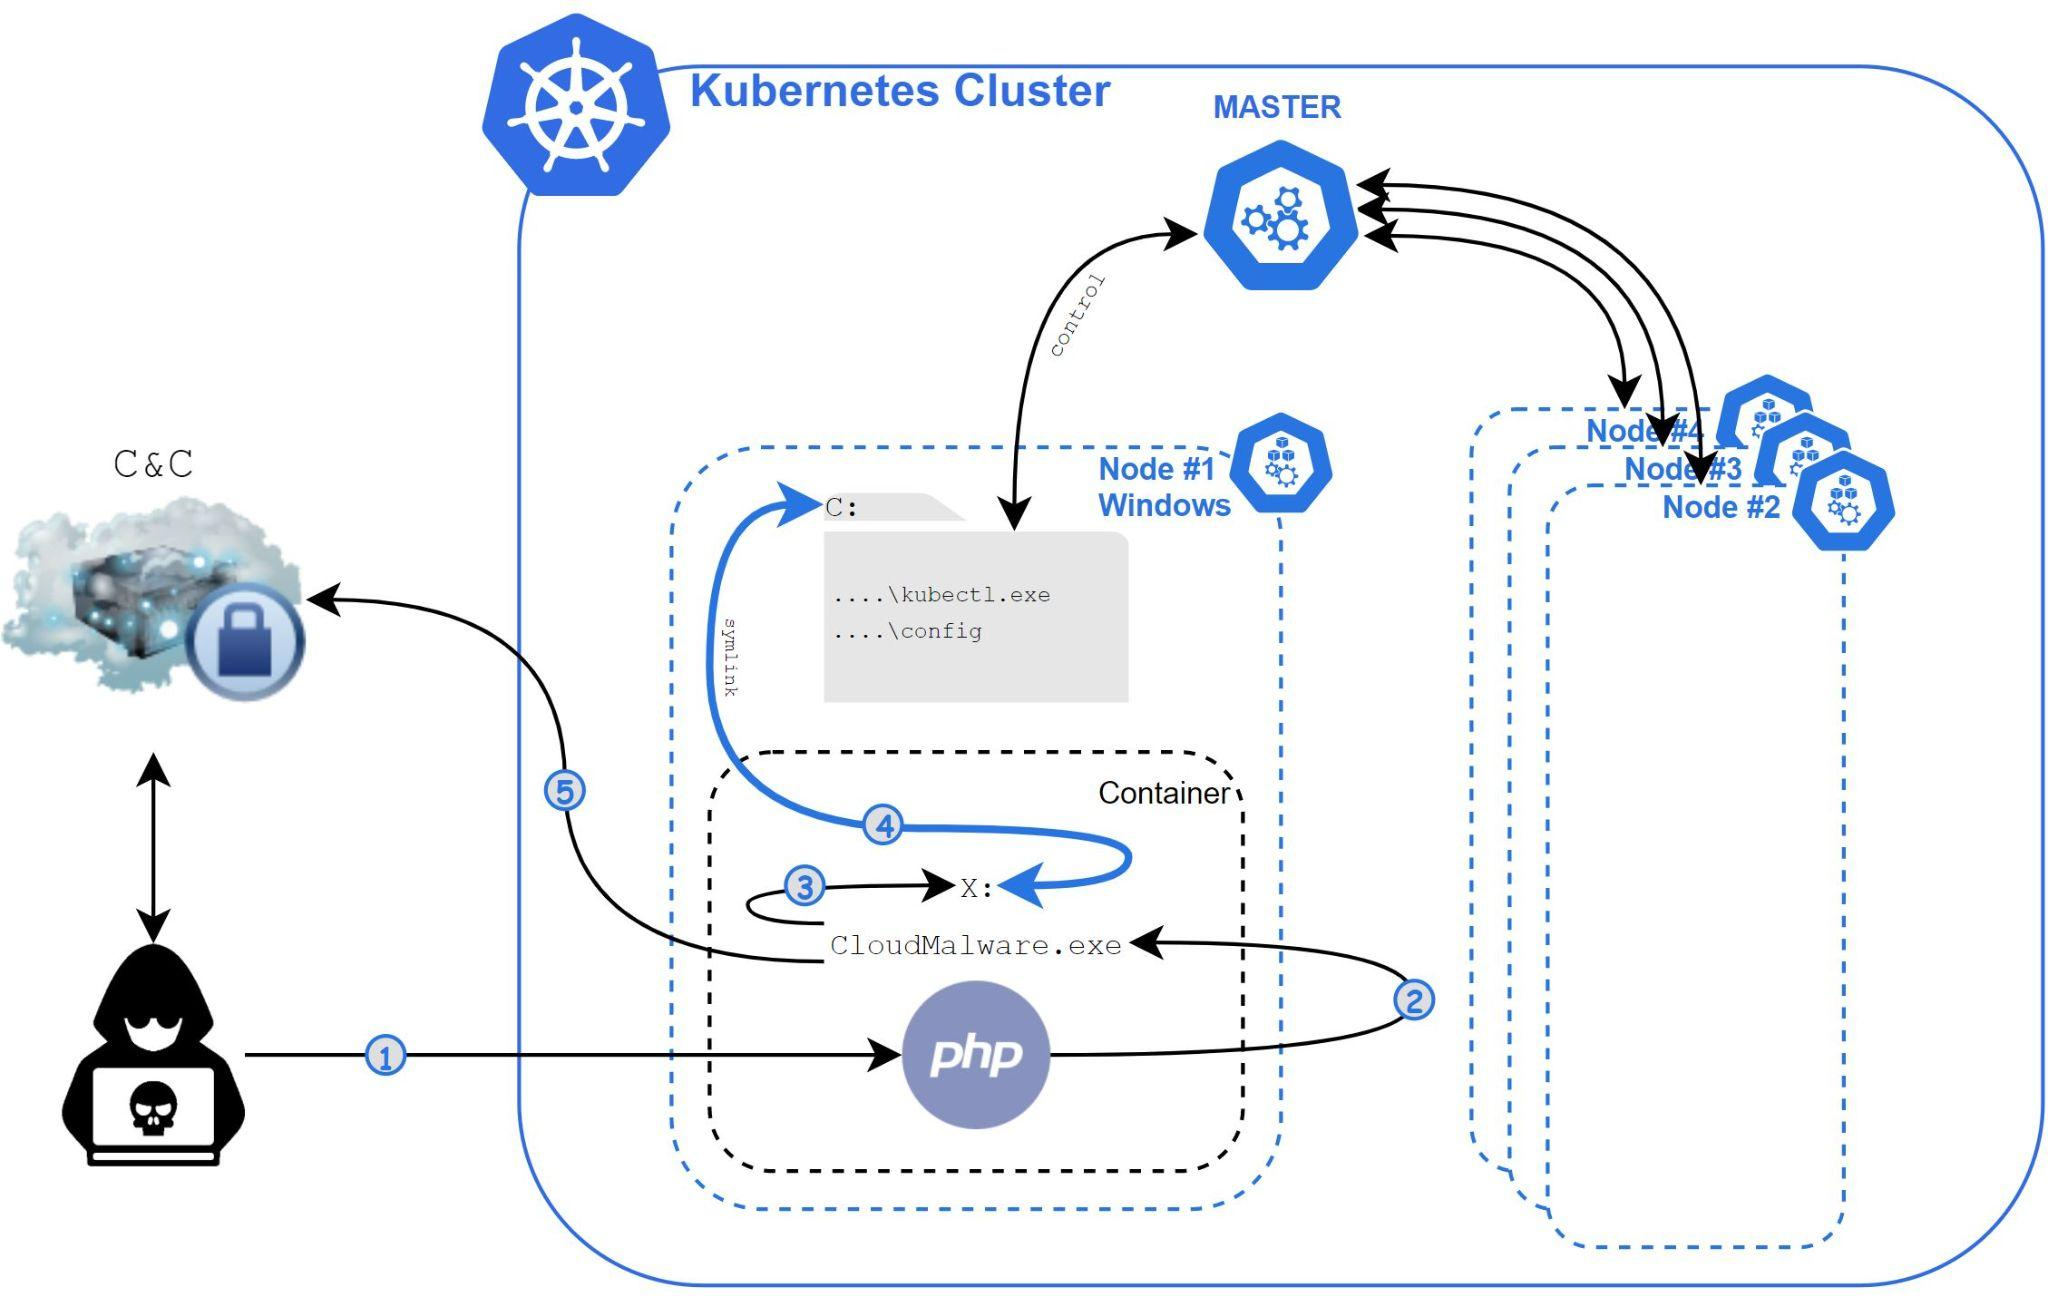 Kubernetes Cluster
MASTER
control
C&C
Node #4
Node #3
Node #2
Node #1
Windows
C:
....\kubectl.exe
....\config
symlink
Container
5
4
3
X:
CloudMalware.exe
2
1
php